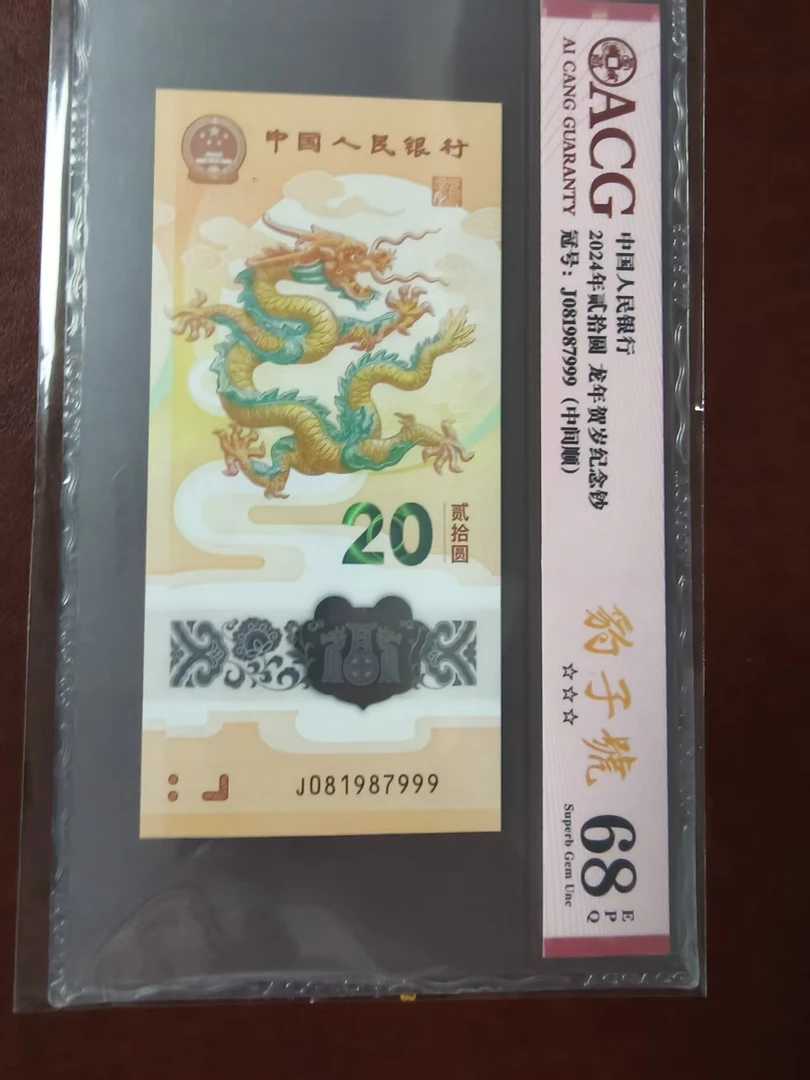 中国人民银行
20
贰拾圆
J081987999
ACG
AI CANG GUARANTY
中国人民银行
2024年贰拾圆 龙年贺岁纪念钞
冠号：J081987999（中间顺）
豹子號
☆☆☆
68
EPQ
Superb Gem Unc